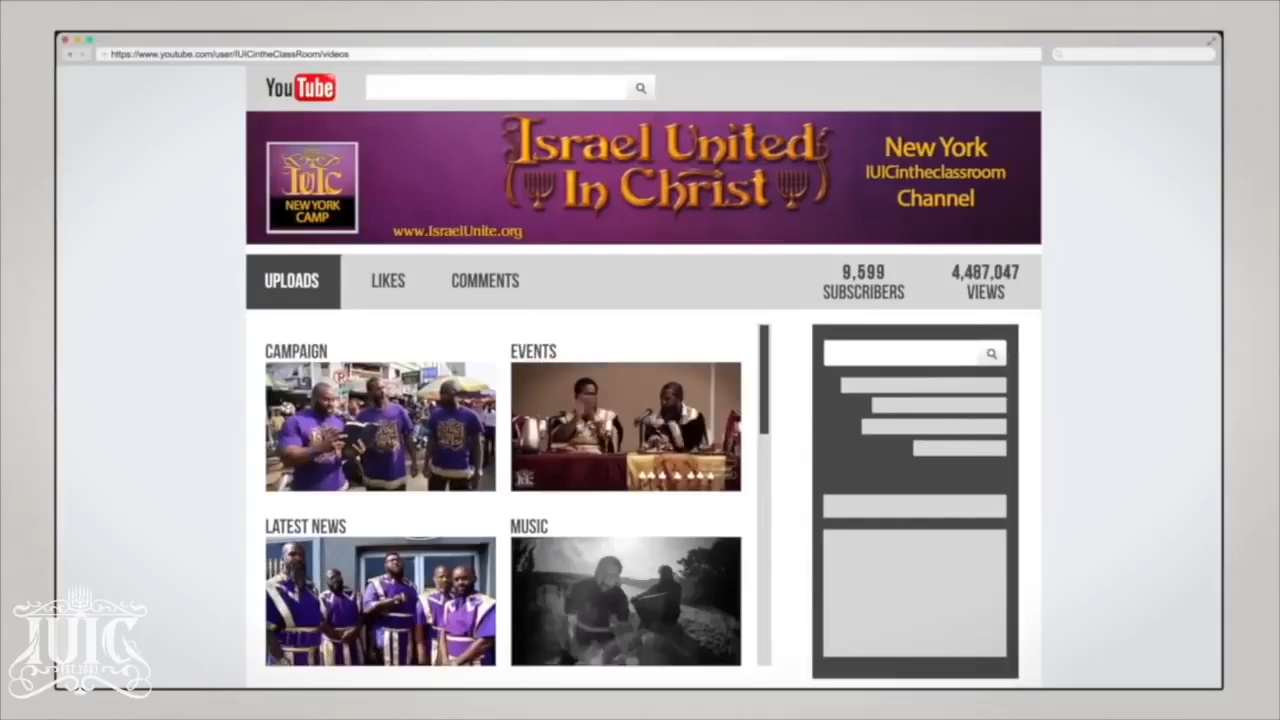 https://www.youtube.com/user/IUICintheClassRoom/videos
YouTube
IUIC
NEW YORK
CAMP
www.IsraelUnite.org
Israel United
In Christ
New York
IUICintheclassroom
Channel
UPLOADS
LIKES
COMMENTS
9,599
SUBSCRIBERS
4,487,047
VIEWS
CAMPAIGN
EVENTS
LATEST NEWS
MUSIC
IUIC
EST. 2003